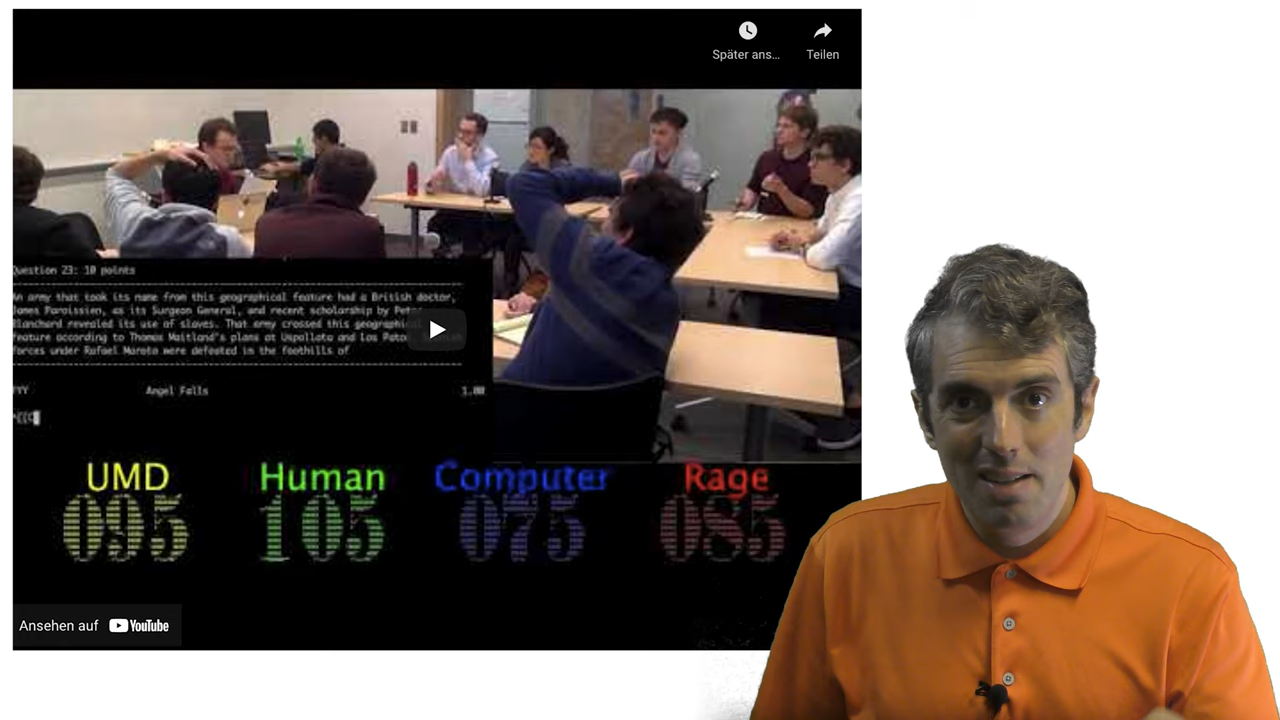 Später ans...
Teilen
Question 23: 10 points
An army that took its name from this geographical feature had a British doctor,
James Paroissien, as its Surgeon General, and recent scholarship by Peter
Blanchard revealed its use of slaves. That army crossed this geographical
feature according to Thomas Maitland's plans at Uspallata and Los Patos.
forces under Rafael Maroto were defeated in the foothills of
Angel Falls
1.00
UMD
Human
Computer
Rage
095
105
075
085
Ansehen auf YouTube